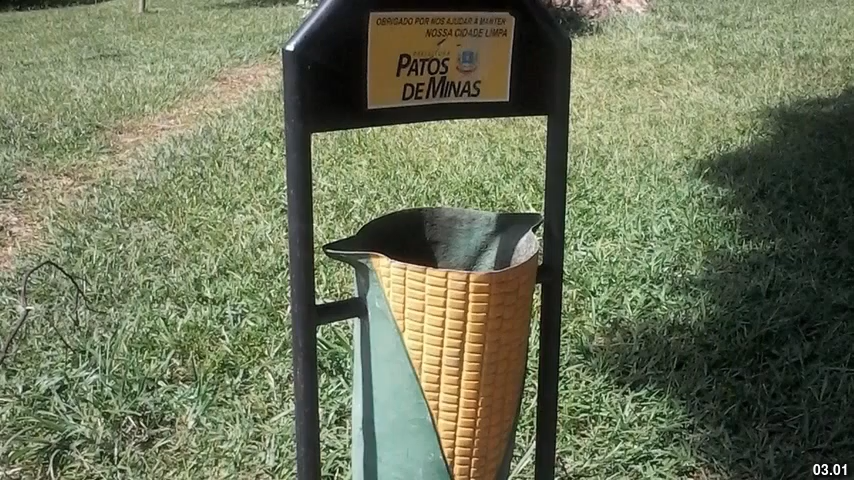 OBRIGADO POR NOS AJUDAR A MANTER
NOSSA CIDADE LIMPA
PREFEITURA
PATOS
DE MINAS
03.01